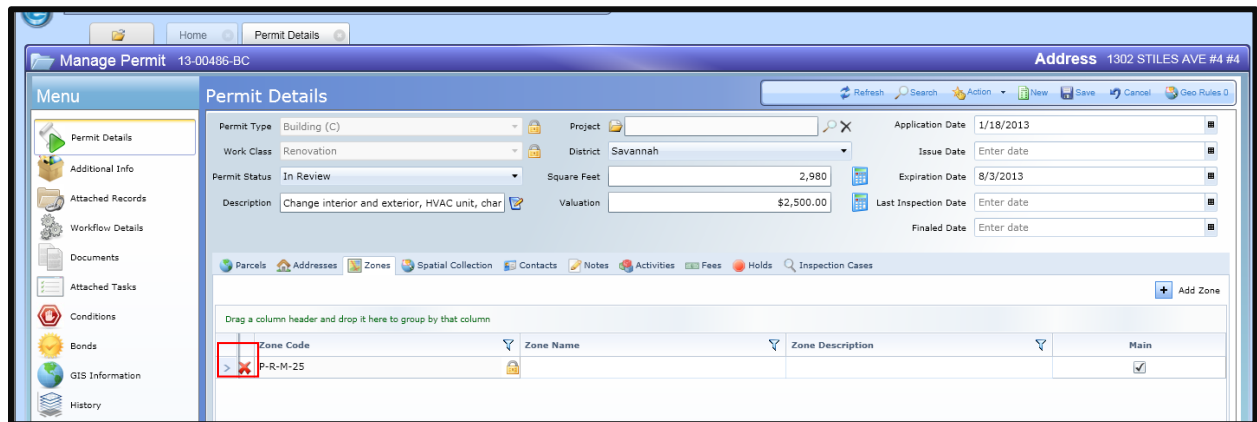 Home
Permit Details
Manage Permit 13-00486-BC
Address 1302 STILES AVE #4 #4
Menu
Permit Details
Refresh Search Action New Save Cancel Geo Rules 0
Permit Details
Additional Info
Attached Records
Workflow Details
Documents
Attached Tasks
Conditions
Bonds
GIS Information
History
Permit Type Building (C) Project Application Date 1/18/2013
Work Class Renovation District Savannah Issue Date Enter date
Permit Status In Review Square Feet 2,980 Expiration Date 8/3/2013
Description Change interior and exterior, HVAC unit, char Valuation $2,500.00 Last Inspection Date Enter date
Finaled Date Enter date
Parcels Addresses Zones Spatial Collection Contacts Notes Activities Fees Holds Inspection Cases
Add Zone
Drag a column header and drop it here to group by that column
Zone Code Zone Name Zone Description Main
P-R-M-25